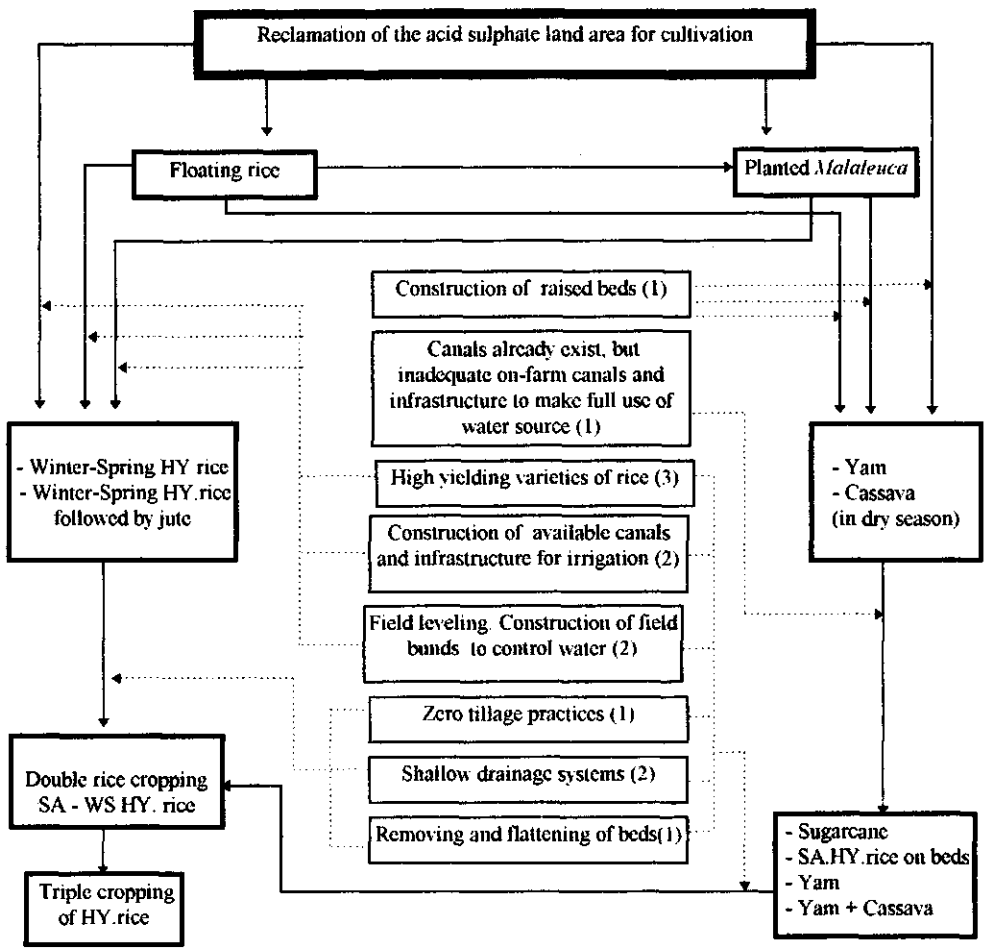 Reclamation of the acid sulphate land area for cultivation
Floating rice
Planted Malaleuca
Construction of raised beds (1)
Canals already exist, but
inadequate on-farm canals and
infrastructure to make full use of
water source (1)
- Winter-Spring HY rice
- Winter-Spring HY.rice
followed by jute
High yielding varieties of rice (3)
- Yam
- Cassava
(in dry season)
Construction of available canals
and infrastructure for irrigation (2)
Field leveling. Construction of field
bunds to control water (2)
Zero tillage practices (1)
Double rice cropping
SA - WS HY. rice
Shallow drainage systems (2)
Removing and flattening of beds(1)
- Sugarcane
- SA.HY.rice on beds
- Yam
- Yam + Cassava
Triple cropping
of HY.rice